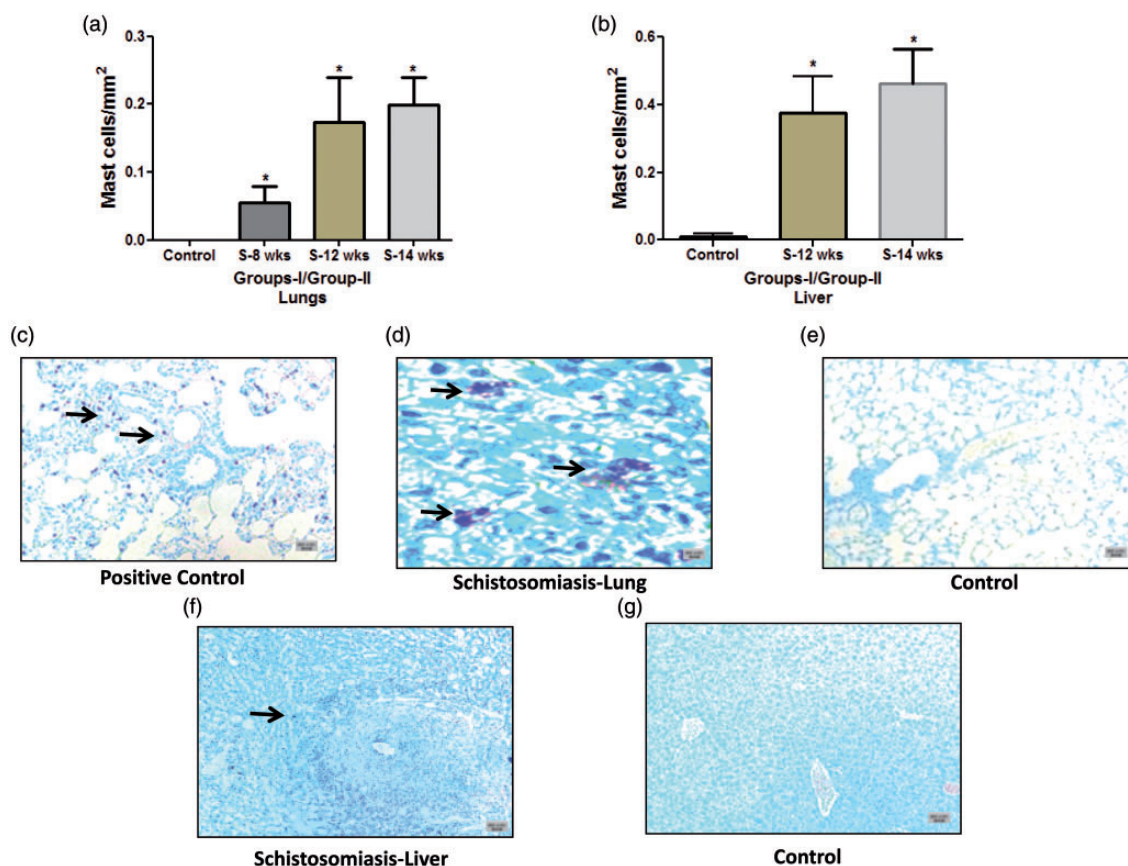 (a)
Mast cells/mm²
0.3
0.2
0.1
0.0
*
*
*
Control
S-8 wks
S-12 wks
S-14 wks
Groups-I/Group-II
Lungs
(b)
Mast cells/mm²
0.6
0.4
0.2
0.0
*
*
Control
S-12 wks
S-14 wks
Groups-I/Group-II
Liver
(c)
Positive Control
(d)
Schistosomiasis-Lung
(e)
Control
(f)
Schistosomiasis-Liver
(g)
Control